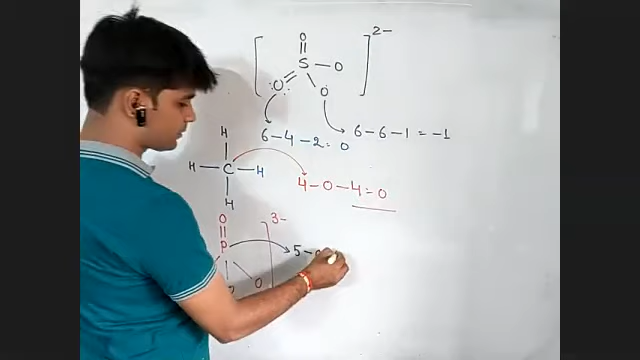 O
2-
S
O
:O:
O
6-4-2=0
6-6-1=-1
H
H C H
H
4-0-4=0
O
3-
P
5-
O